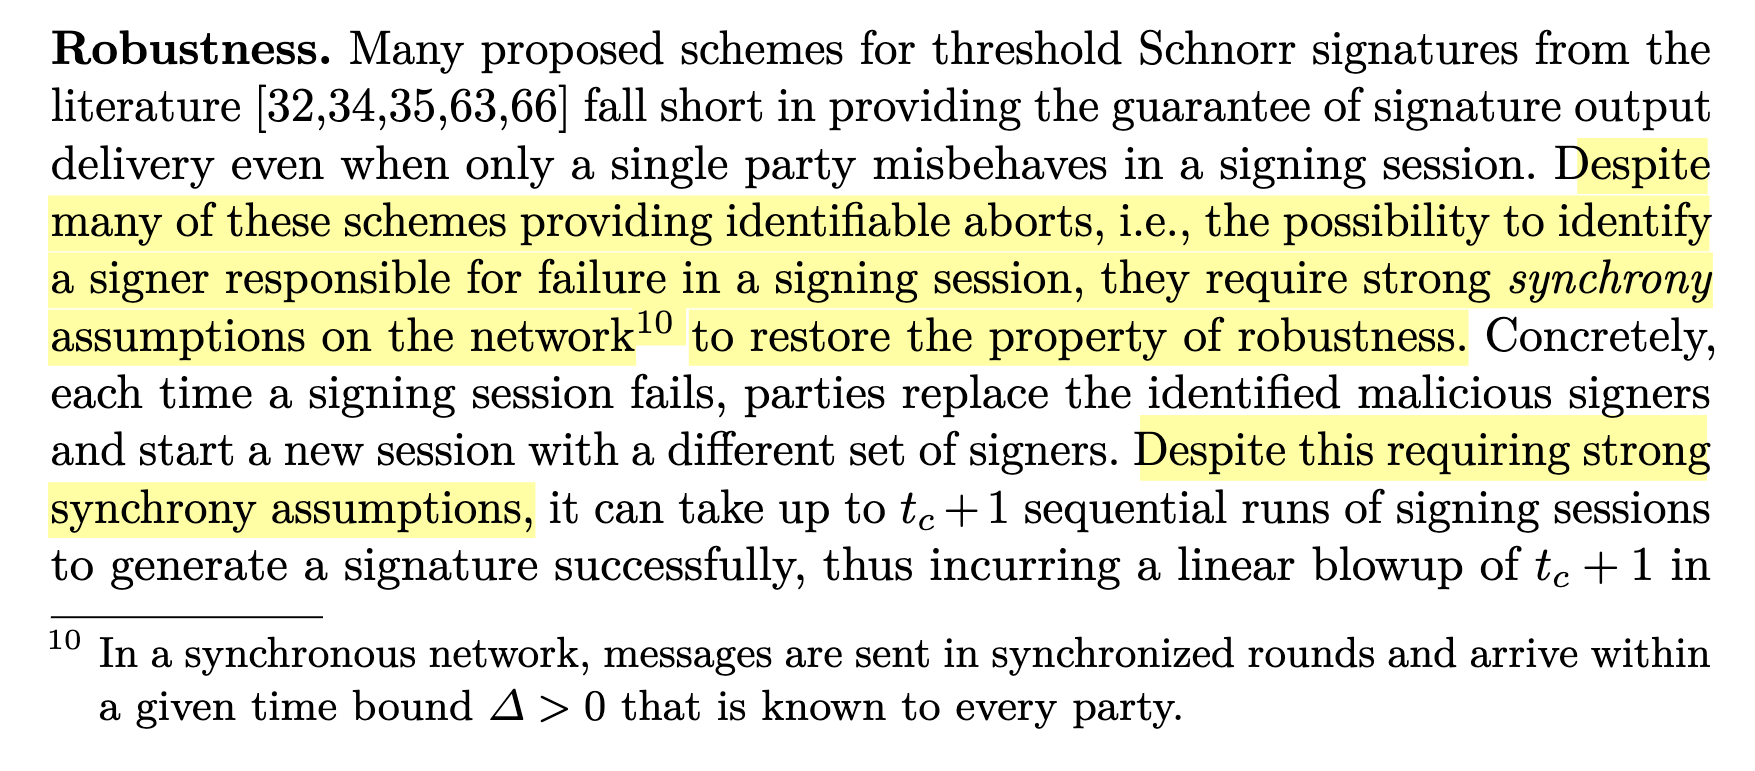 Robustness. Many proposed schemes for threshold Schnorr signatures from the
literature [32,34,35,63,66] fall short in providing the guarantee of signature output
delivery even when only a single party misbehaves in a signing session. Despite
many of these schemes providing identifiable aborts, i.e., the possibility to identify
a signer responsible for failure in a signing session, they require strong synchrony
assumptions on the network¹⁰ to restore the property of robustness. Concretely,
each time a signing session fails, parties replace the identified malicious signers
and start a new session with a different set of signers. Despite this requiring strong
synchrony assumptions, it can take up to t_c + 1 sequential runs of signing sessions
to generate a signature successfully, thus incurring a linear blowup of t_c + 1 in
¹⁰ In a synchronous network, messages are sent in synchronized rounds and arrive within
a given time bound Δ > 0 that is known to every party.